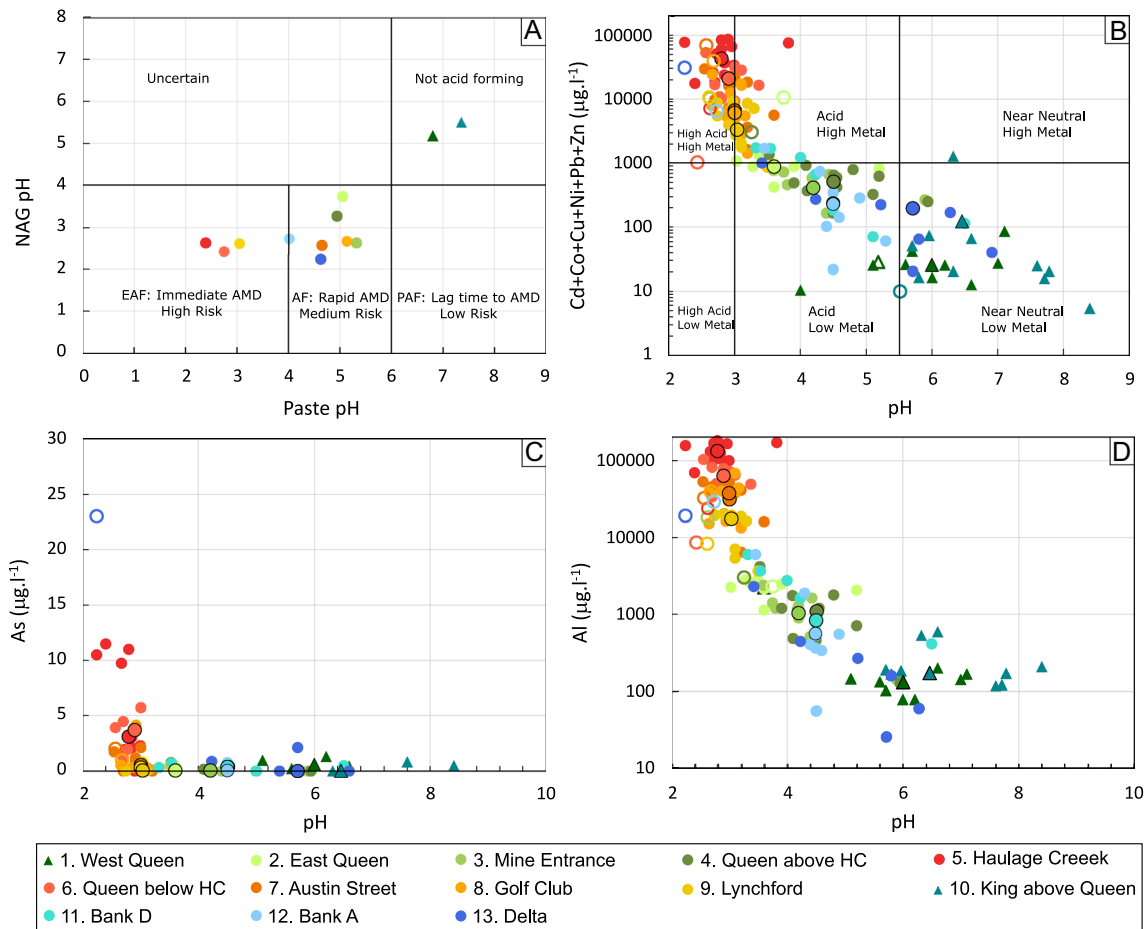 A
8
7
6
5
4
3
2
1
0
NAG pH
Uncertain
Not acid forming
EAF: Immediate AMD
High Risk
AF: Rapid AMD
Medium Risk
PAF: Lag time to AMD
Low Risk
0 1 2 3 4 5 6 7 8 9
Paste pH
B
100000
10000
1000
100
10
1
Cd+Co+Cu+Ni+Pb+Zn (µg.l⁻¹)
High Acid
High Metal
Acid
High Metal
Near Neutral
High Metal
High Acid
Low Metal
Acid
Low Metal
Near Neutral
Low Metal
2 3 4 5 6 7 8 9
pH
C
30
25
20
15
10
5
0
As (µg.l⁻¹)
2 4 6 8 10
pH
D
100000
10000
1000
100
10
Al (µg.l⁻¹)
2 4 6 8 10
pH
1. West Queen 2. East Queen 3. Mine Entrance 4. Queen above HC 5. Haulage Creeek
6. Queen below HC 7. Austin Street 8. Golf Club 9. Lynchford 10. King above Queen
11. Bank D 12. Bank A 13. Delta